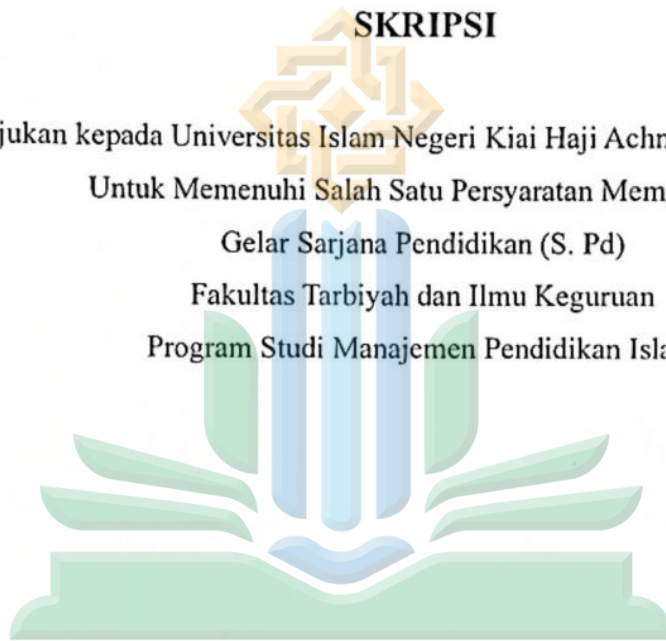 SKRIPSI
jukan kepada Universitas Islam Negeri Kiai Haji Achm
Untuk Memenuhi Salah Satu Persyaratan Mem
Gelar Sarjana Pendidikan (S. Pd)
Fakultas Tarbiyah dan Ilmu Keguruan
Program Studi Manajemen Pendidikan Isla